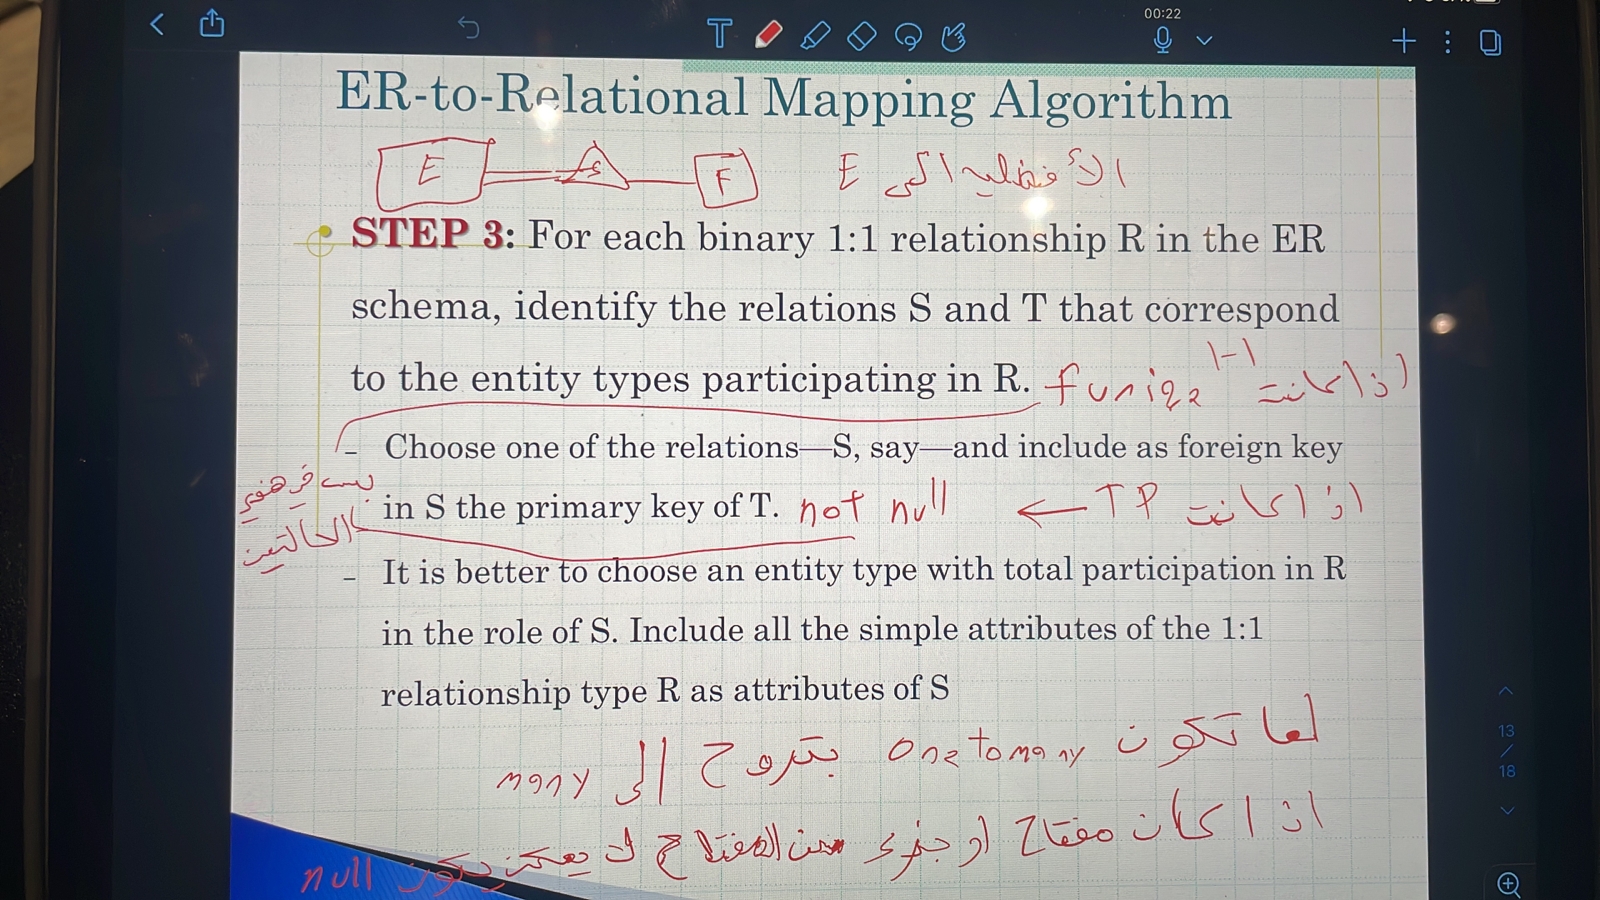 00:22
ER-to-Relational Mapping Algorithm
E F الأفضلية الى E
• STEP 3: For each binary 1:1 relationship R in the ER
schema, identify the relations S and T that correspond
to the entity types participating in R.
اذا كانت 1-1
– Choose one of the relations—S, say—and include as foreign key
in S the primary key of T. not null ← TP اذا كانت
بس في هذي
الحالتين
– It is better to choose an entity type with total participation in R
in the role of S. Include all the simple attributes of the 1:1
relationship type R as attributes of S
لما تكون one to many بتروح الى many
اذا كان مفتاح او جزء من المفتاح لا يمكن يكون null
13
/
18